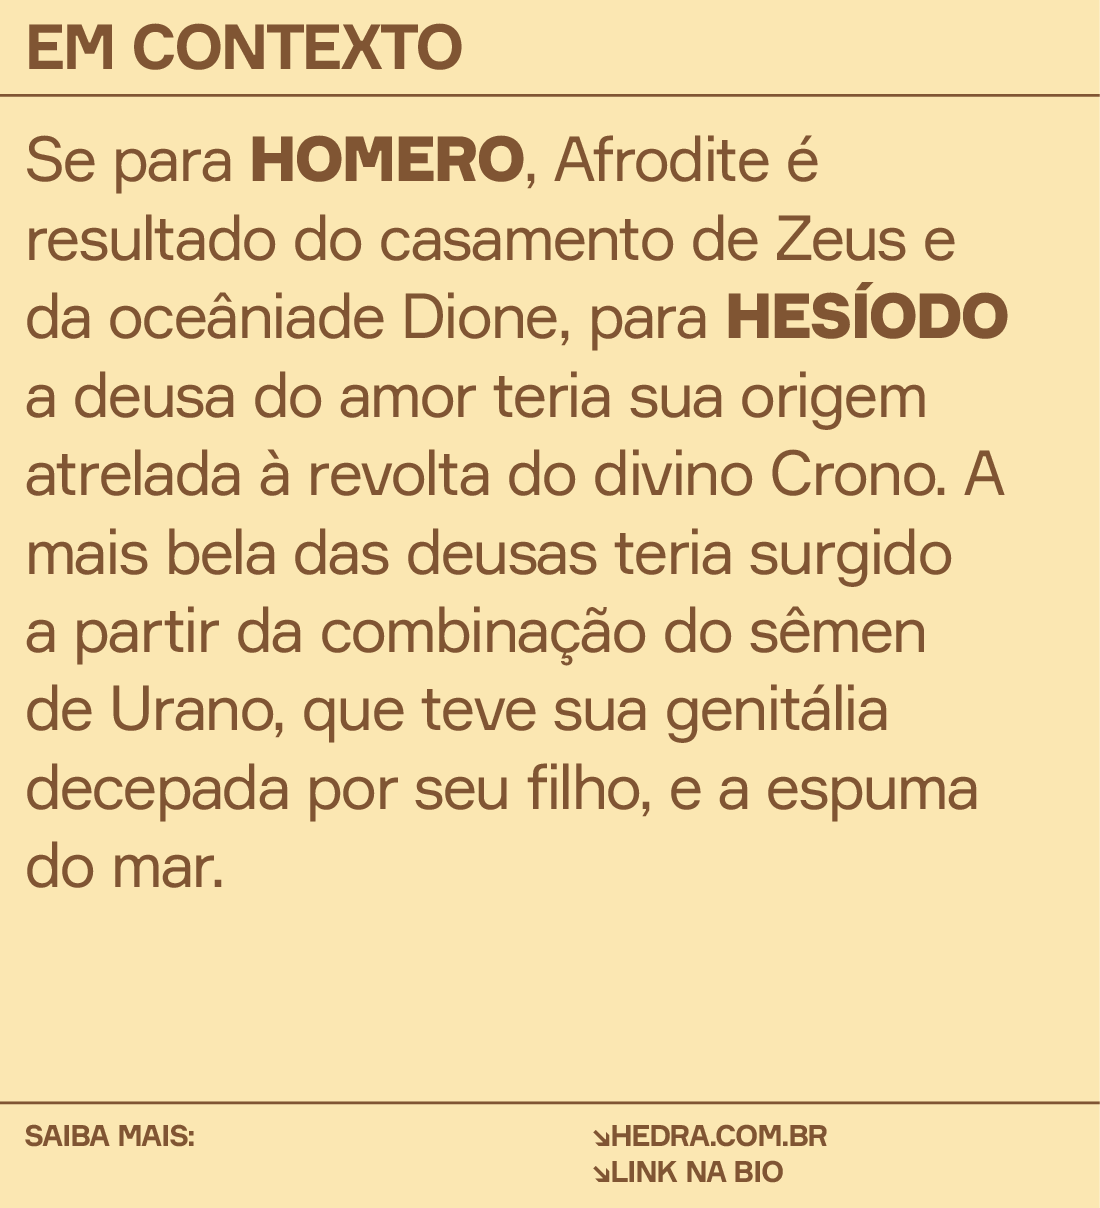 EM CONTEXTO
Se para HOMERO, Afrodite é
resultado do casamento de Zeus e
da oceâniade Dione, para HESÍODO
a deusa do amor teria sua origem
atrelada à revolta do divino Crono. A
mais bela das deusas teria surgido
a partir da combinação do sêmen
de Urano, que teve sua genitália
decepada por seu filho, e a espuma
do mar.
SAIBA MAIS:
↘HEDRA.COM.BR
↘LINK NA BIO